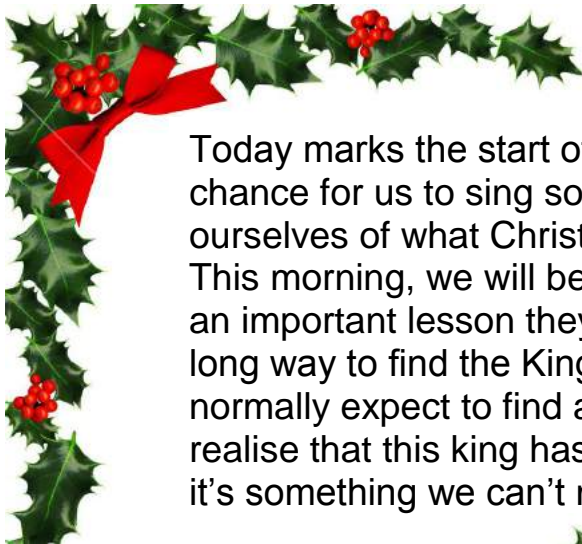 Today marks the start of
chance for us to sing so
ourselves of what Christ
This morning, we will be
an important lesson they
long way to find the King
normally expect to find a
realise that this king has
it's something we can't r